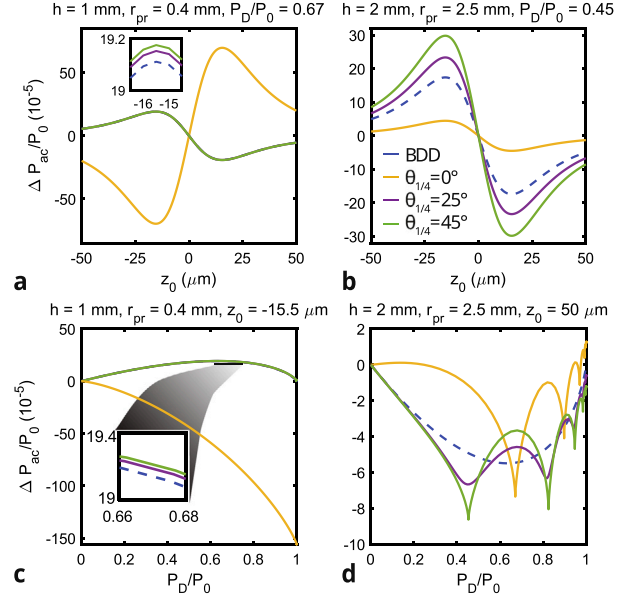 h = 1 mm, r_pr = 0.4 mm, P_D/P_0 = 0.67
h = 2 mm, r_pr = 2.5 mm, P_D/P_0 = 0.45
Δ P_ac/P_0 (10^-5)
50
0
-50
19.2
19
-16 -15
-50 -25 0 25 50
z_0 (μm)
a
30
20
10
0
-10
-20
-30
BDD
θ_1/4=0°
θ_1/4=25°
θ_1/4=45°
-50 -25 0 25 50
z_0 (μm)
b
h = 1 mm, r_pr = 0.4 mm, z_0 = -15.5 μm
h = 2 mm, r_pr = 2.5 mm, z_0 = 50 μm
Δ P_ac/P_0 (10^-5)
50
0
-50
-100
-150
19.4
19
0.66 0.68
0 0.2 0.4 0.6 0.8 1
P_D/P_0
c
2
0
-2
-4
-6
-8
-10
0 0.2 0.4 0.6 0.8 1
P_D/P_0
d